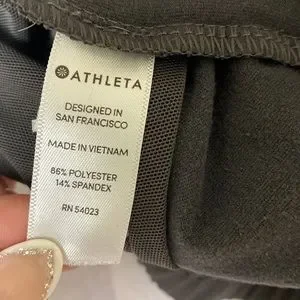 ATHLETA
DESIGNED IN
SAN FRANCISCO
MADE IN VIETNAM
86% POLYESTER
14% SPANDEX
RN 54023